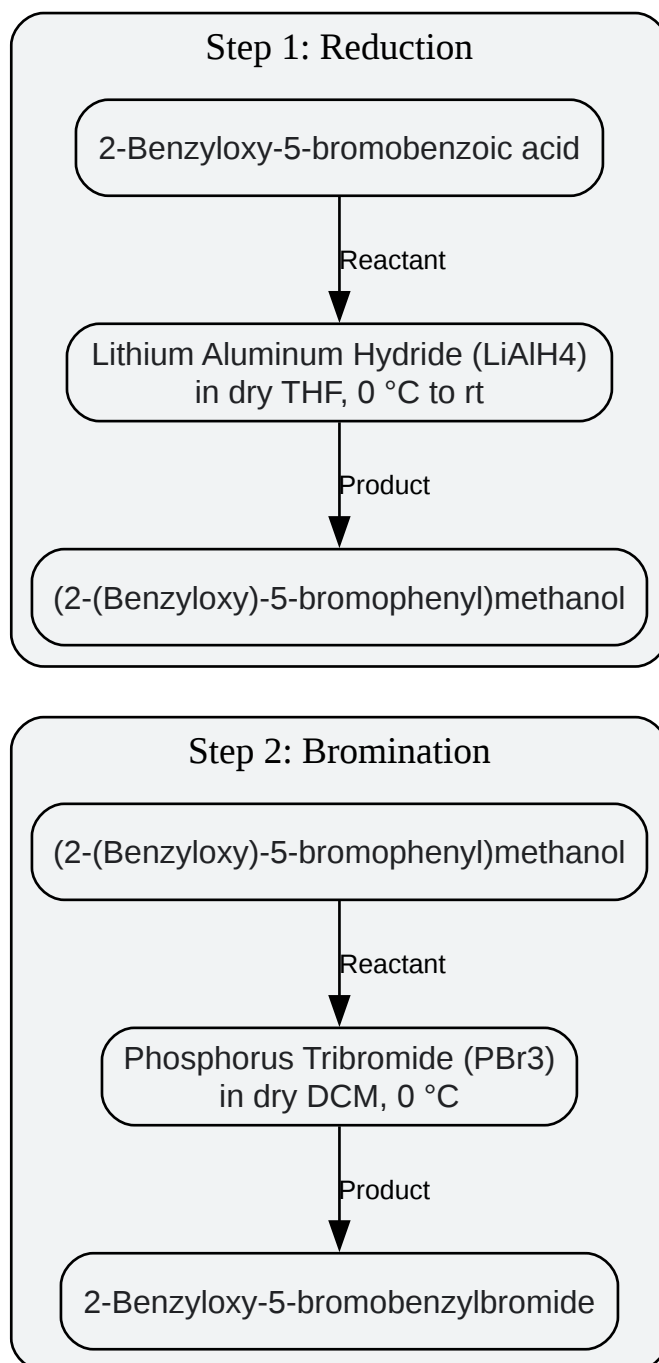 Step 1: Reduction
2-Benzyloxy-5-bromobenzoic acid
Reactant
Lithium Aluminum Hydride (LiAlH4)
in dry THF, 0 °C to rt
Product
(2-(Benzyloxy)-5-bromophenyl)methanol
Step 2: Bromination
(2-(Benzyloxy)-5-bromophenyl)methanol
Reactant
Phosphorus Tribromide (PBr3)
in dry DCM, 0 °C
Product
2-Benzyloxy-5-bromobenzylbromide